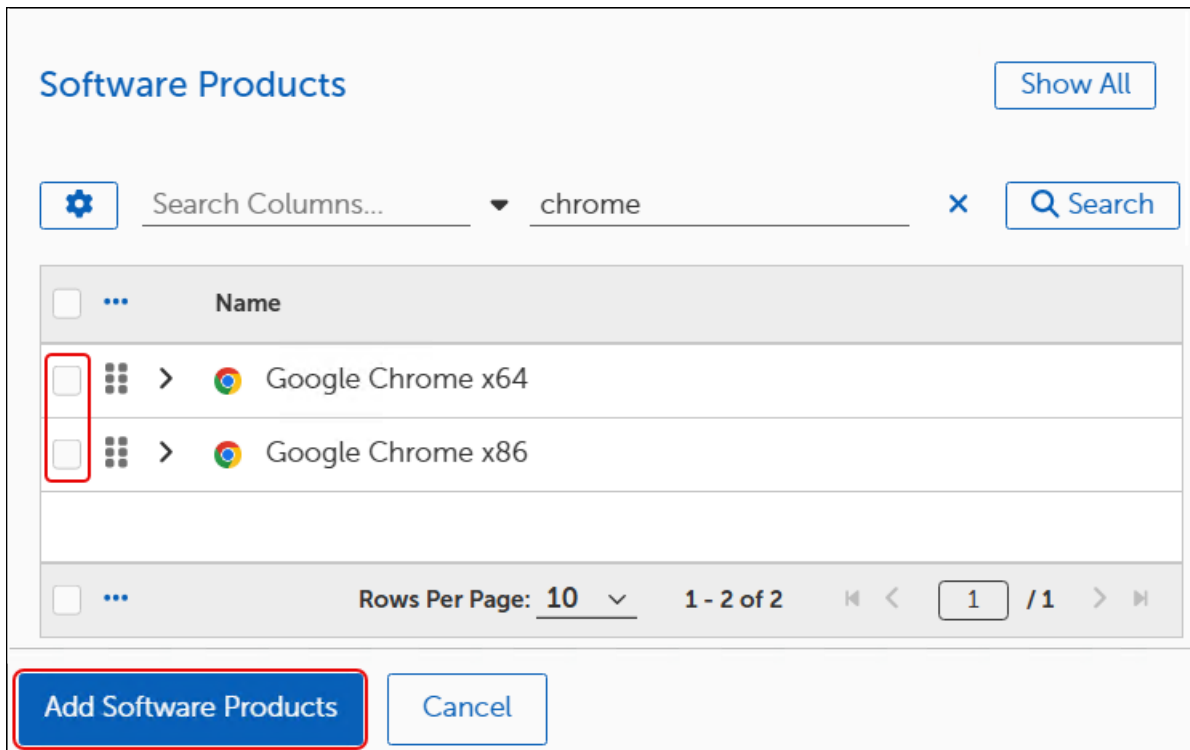 Software Products
Show All
Search Columns... chrome Search
Name
Google Chrome x64
Google Chrome x86
Rows Per Page: 10 1 - 2 of 2 1 / 1
Add Software Products Cancel